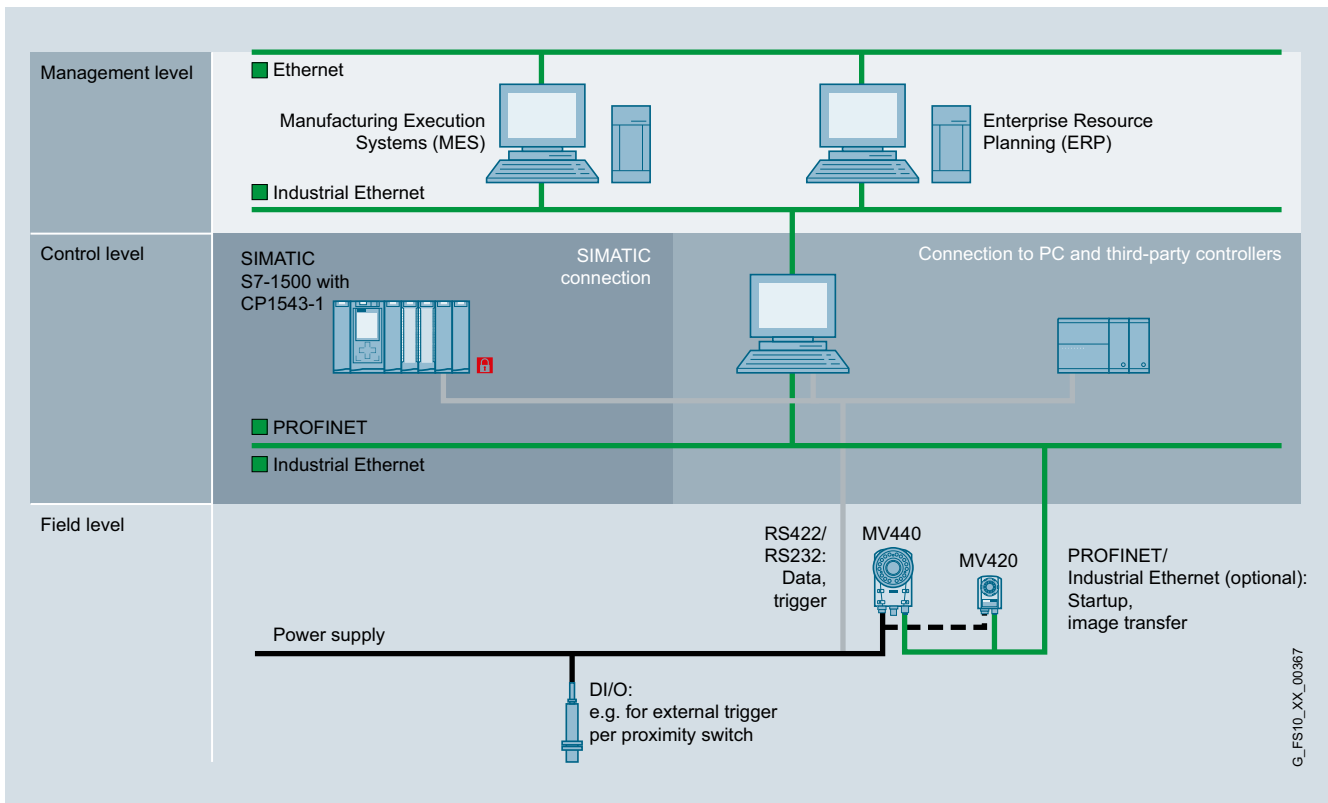 Management level
Ethernet
Manufacturing Execution
Systems (MES)
Enterprise Resource
Planning (ERP)
Industrial Ethernet
Control level
SIMATIC
S7-1500 with
CP1543-1
SIMATIC
connection
Connection to PC and third-party controllers
PROFINET
Industrial Ethernet
Field level
RS422/
RS232:
Data,
trigger
MV440
MV420
PROFINET/
Industrial Ethernet (optional):
Startup,
image transfer
Power supply
DI/O:
e.g. for external trigger
per proximity switch
G_FS10_XX_00367